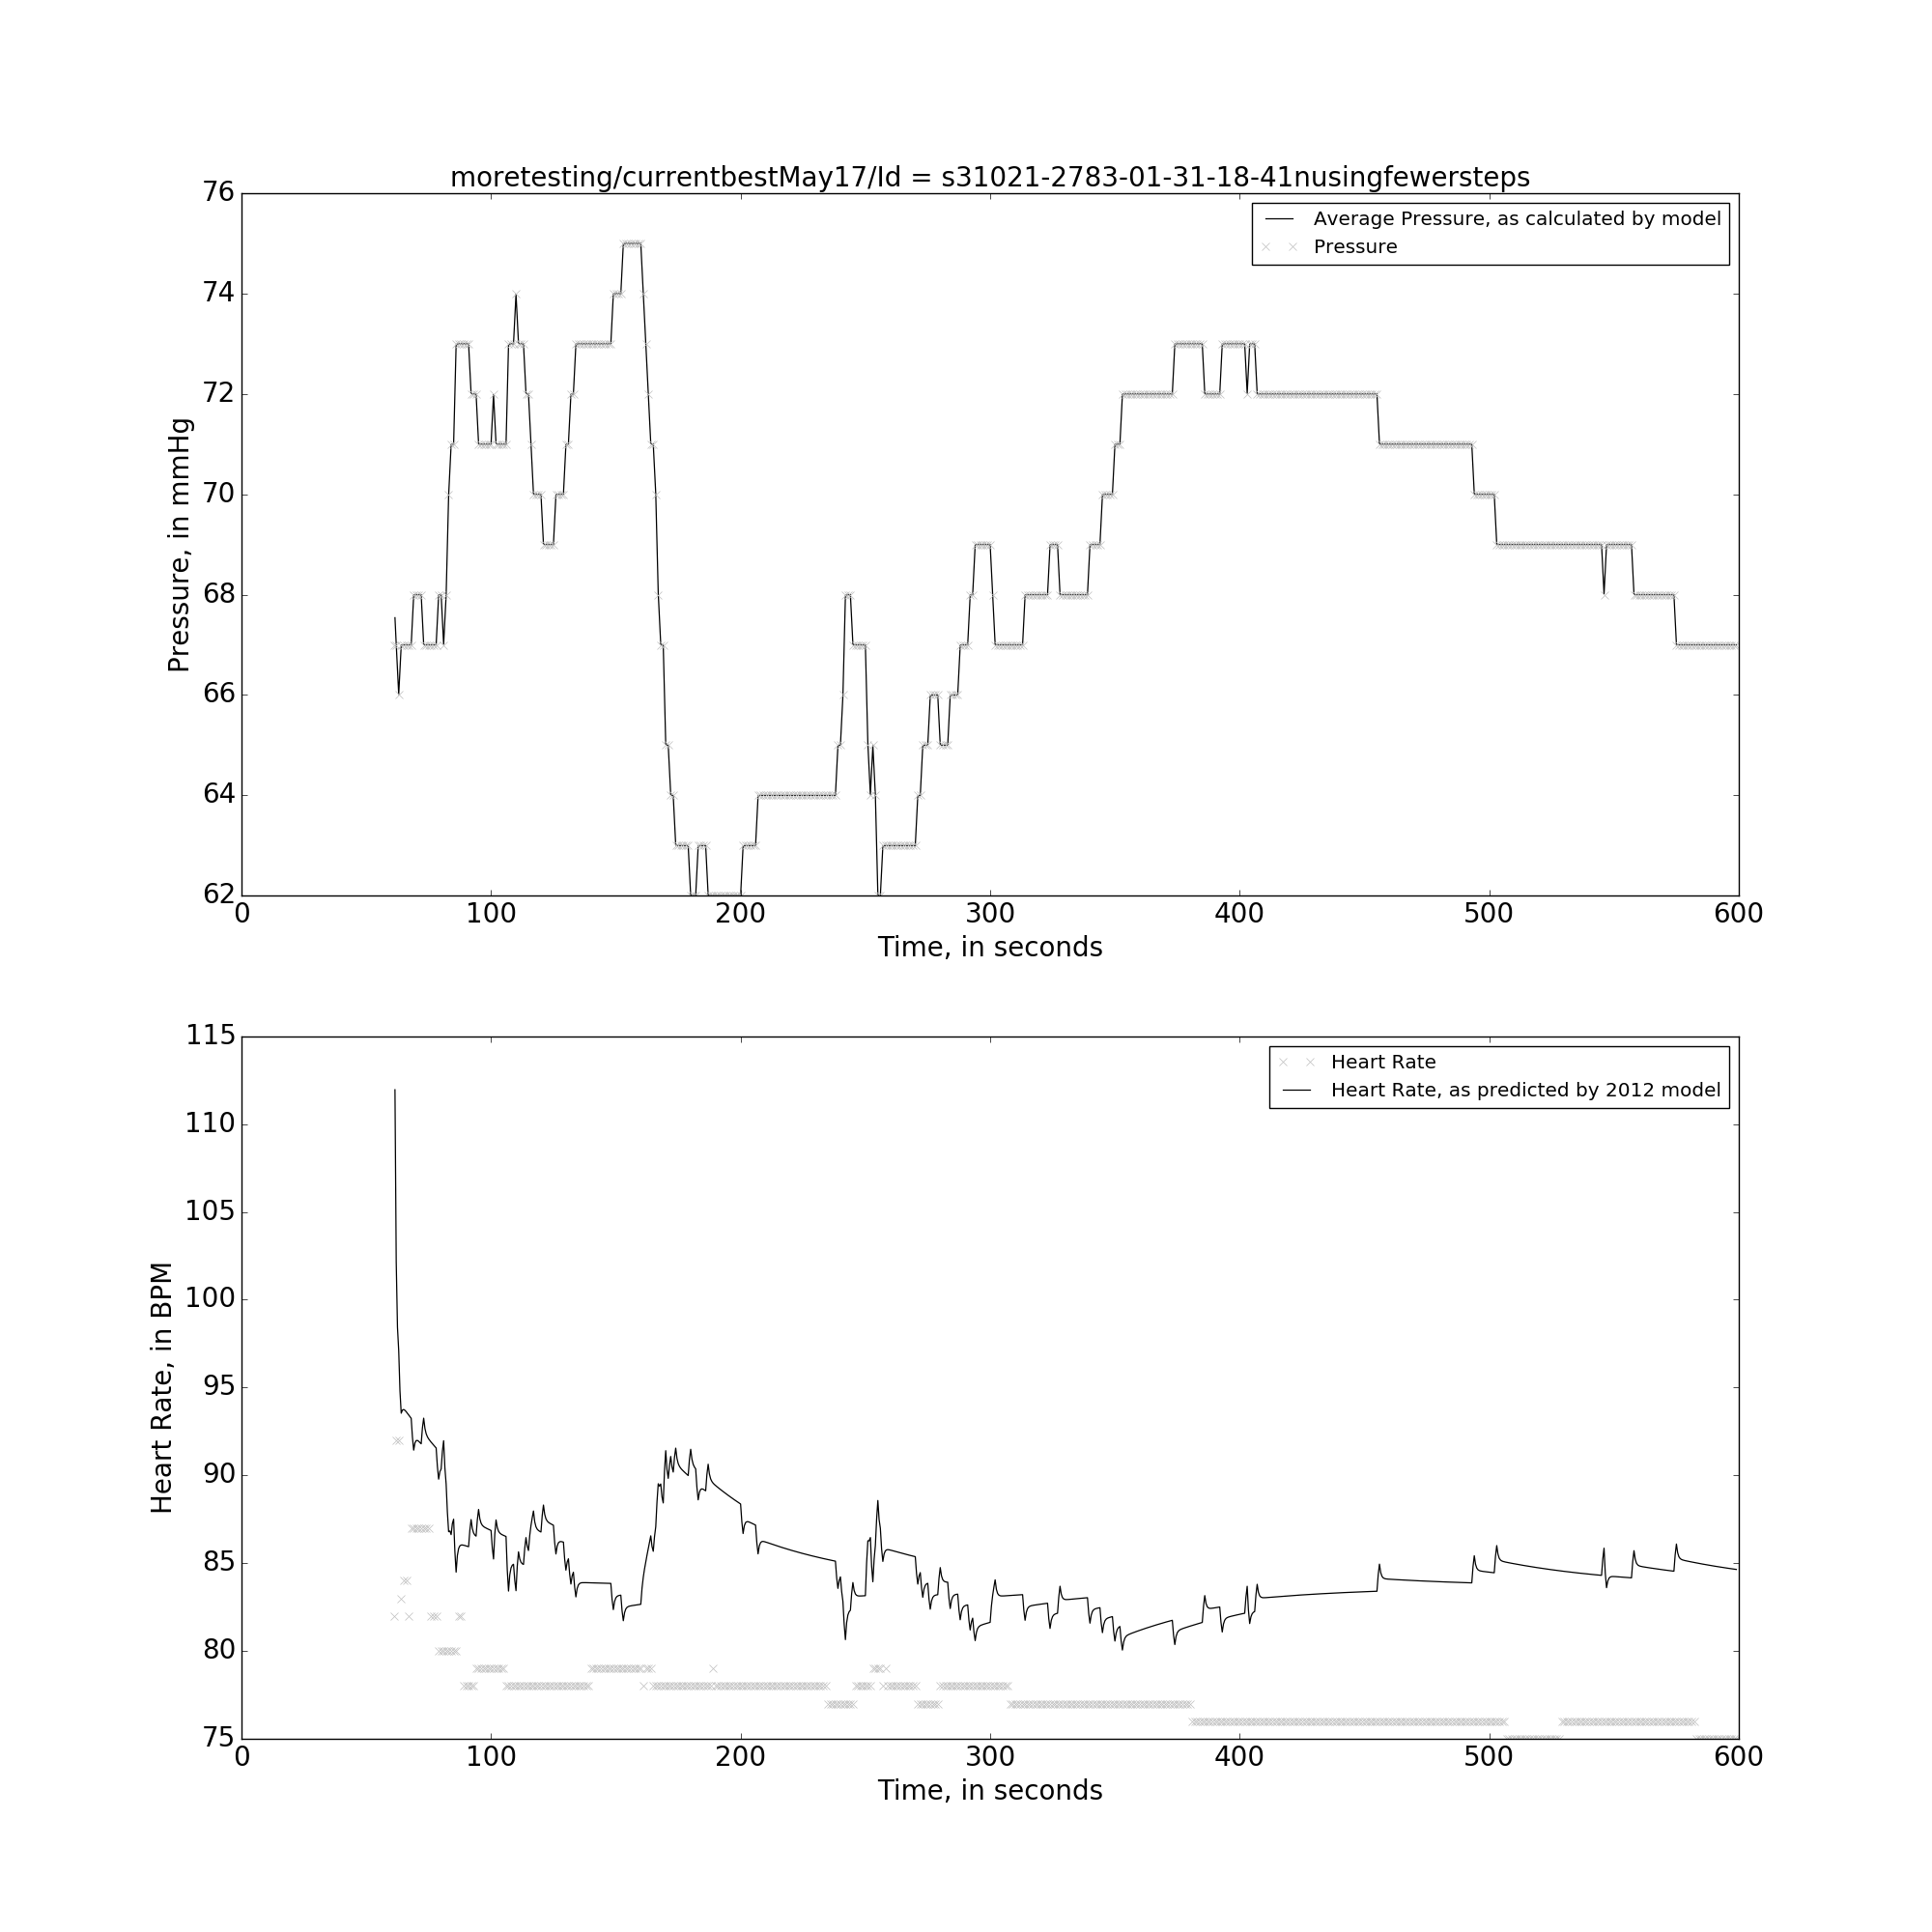 moretesting/currentbestMay17/Id = s31021-2783-01-31-18-41nusingfewersteps
76
74
72
70
68
66
64
62
Pressure, in mmHg
Average Pressure, as calculated by model
Pressure
0 100 200 300 400 500 600
Time, in seconds
115
110
105
100
95
90
85
80
75
Heart Rate, in BPM
Heart Rate
Heart Rate, as predicted by 2012 model
0 100 200 300 400 500 600
Time, in seconds